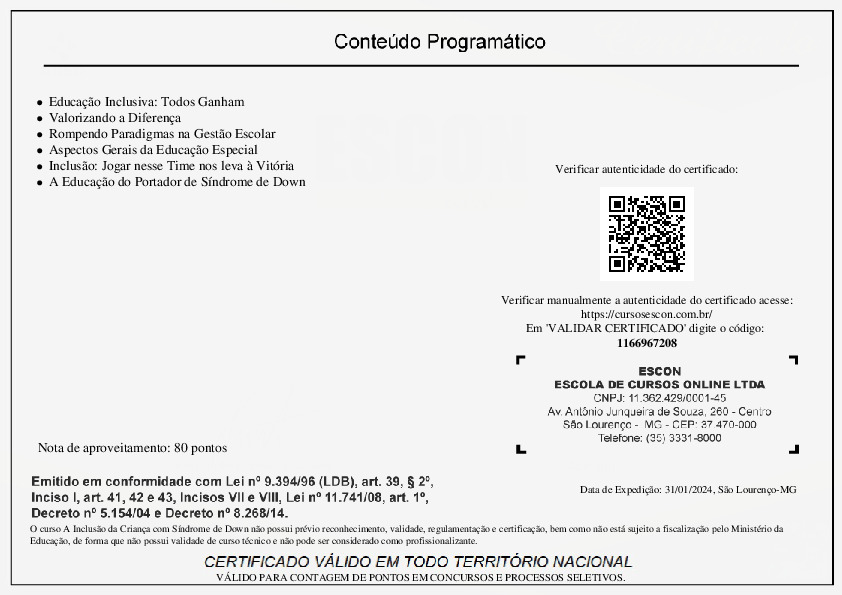 Conteúdo Programático
• Educação Inclusiva: Todos Ganham
• Valorizando a Diferença
• Rompendo Paradigmas na Gestão Escolar
• Aspectos Gerais da Educação Especial
• Inclusão: Jogar nesse Time nos leva à Vitória
• A Educação do Portador de Síndrome de Down
Verificar autenticidade do certificado:
Verificar manualmente a autenticidade do certificado acesse:
https://cursosescon.com.br/
Em 'VALIDAR CERTIFICADO' digite o código:
1166967208
ESCON
ESCOLA DE CURSOS ONLINE LTDA
CNPJ: 11.362.429/0001-45
Av. Antônio Junqueira de Souza, 260 - Centro
São Lourenço - MG - CEP: 37.470-000
Telefone: (35) 3331-8000
Nota de aproveitamento: 80 pontos
Emitido em conformidade com Lei nº 9.394/96 (LDB), art. 39, § 2º,
Inciso I, art. 41, 42 e 43, Incisos VII e VIII, Lei nº 11.741/08, art. 1º,
Decreto nº 5.154/04 e Decreto nº 8.268/14.
Data de Expedição: 31/01/2024, São Lourenço-MG
O curso A Inclusão da Criança com Síndrome de Down não possui prévio reconhecimento, validade, regulamentação e certificação, bem como não está sujeito a fiscalização pelo Ministério da
Educação, de forma que não possui validade de curso técnico e não pode ser considerado como profissionalizante.
CERTIFICADO VÁLIDO EM TODO TERRITÓRIO NACIONAL
VÁLIDO PARA CONTAGEM DE PONTOS EM CONCURSOS E PROCESSOS SELETIVOS.